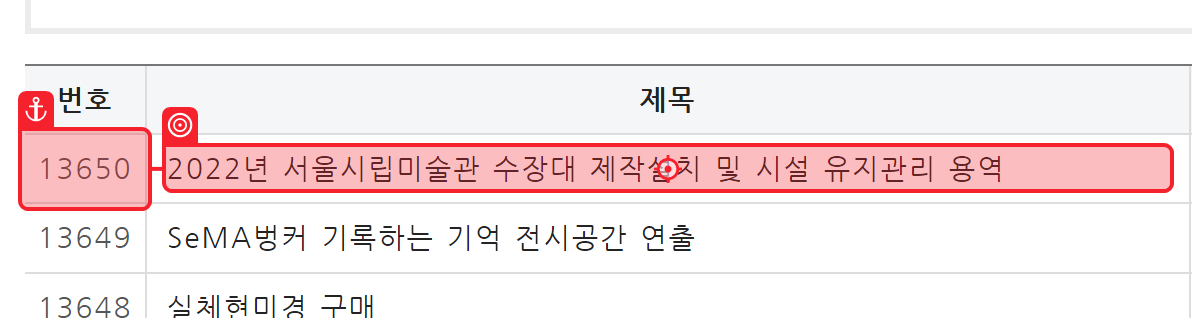 번호 제목
13650 2022년 서울시립미술관 수장대 제작설치 및 시설 유지관리 용역
13649 SeMA벙커 기록하는 기억 전시공간 연출
13648 실체현미경 구매